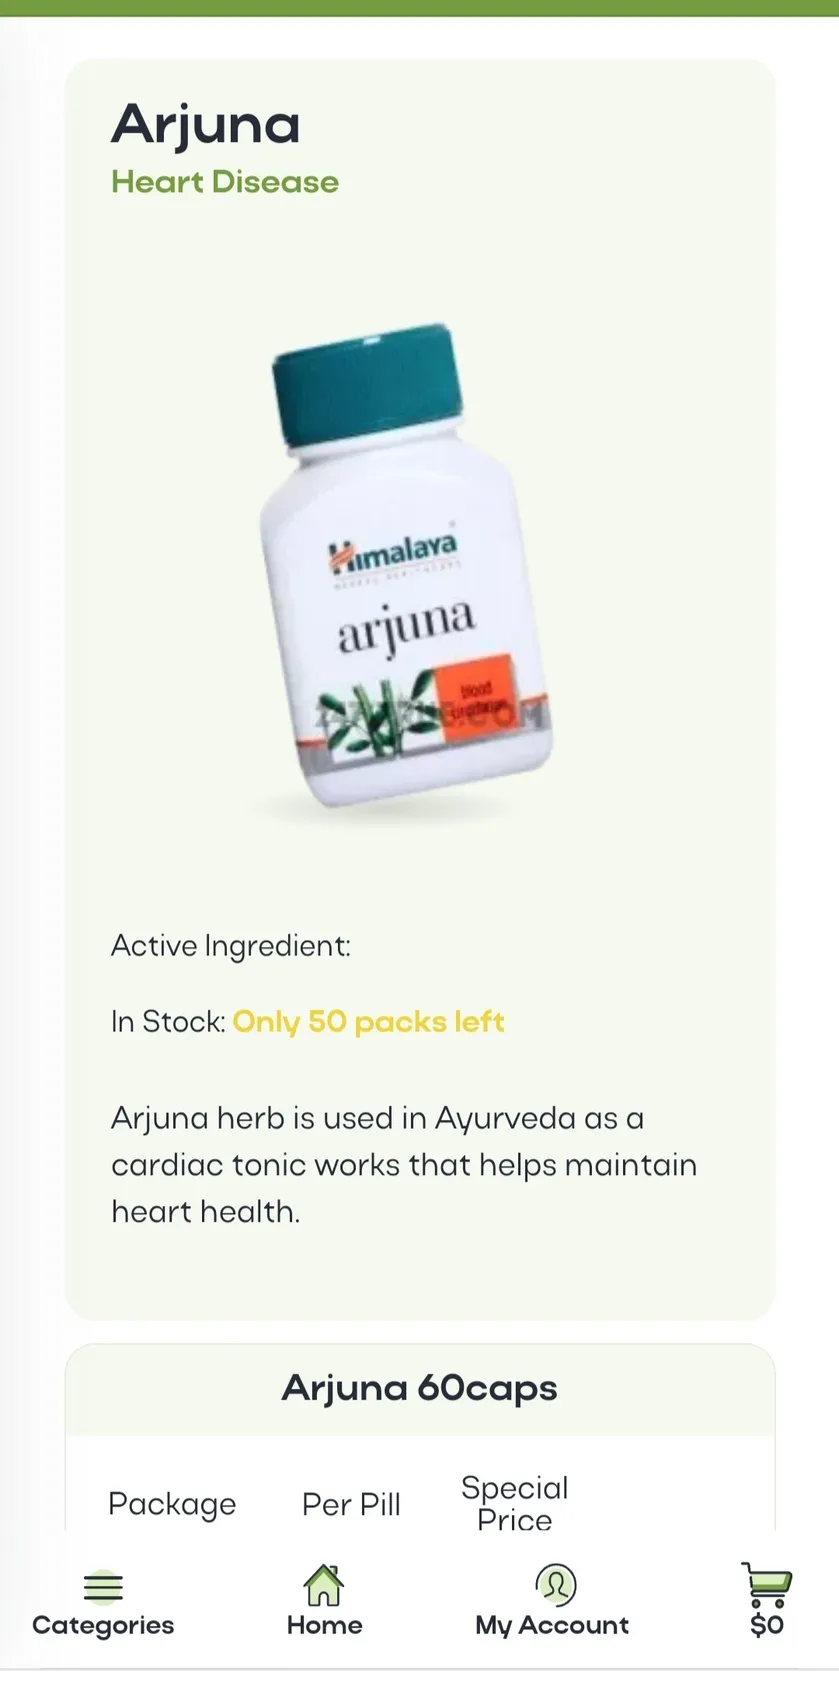 Arjuna
Heart Disease
Himalaya
arjuna
Active Ingredient:
In Stock: Only 50 packs left
Arjuna herb is used in Ayurveda as a
cardiac tonic works that helps maintain
heart health.
Arjuna 60caps
Package Per Pill Special Price
Categories Home My Account $0